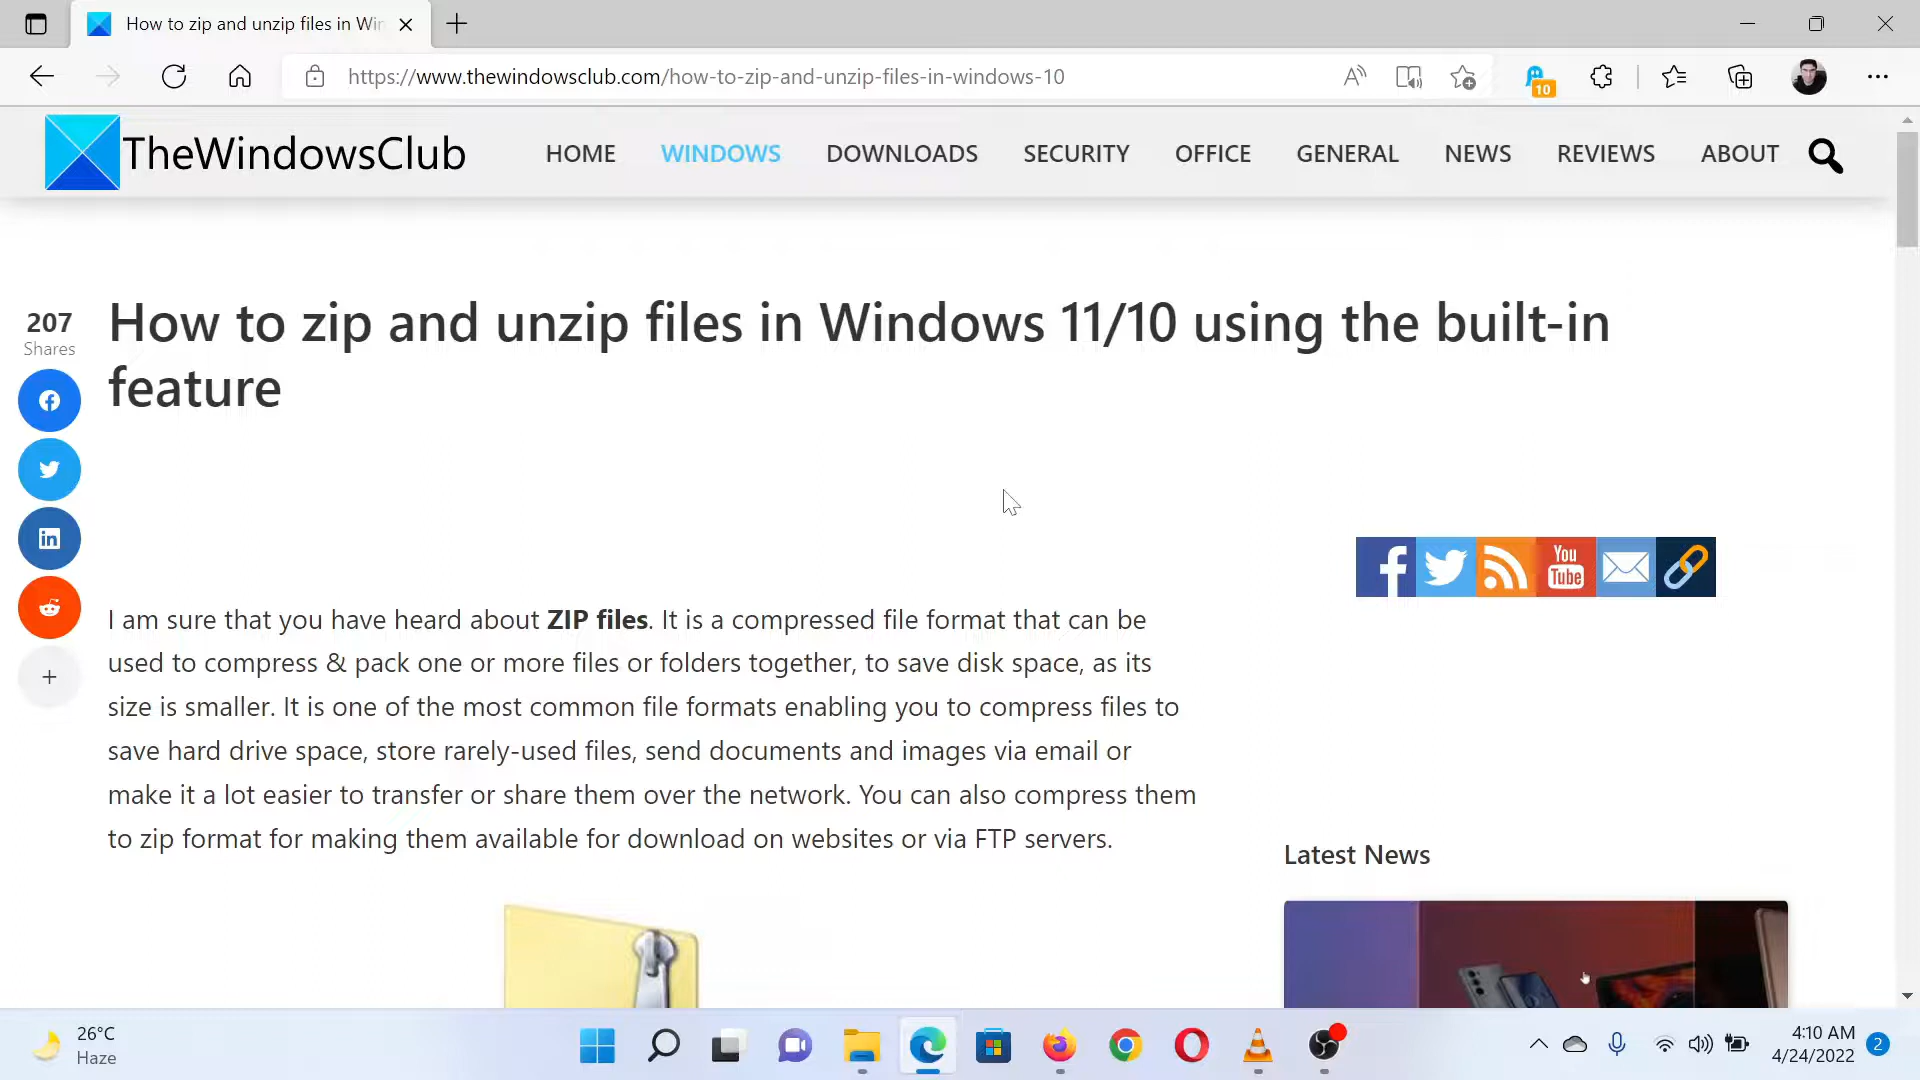 How to zip and unzip files in Win
https://www.thewindowsclub.com/how-to-zip-and-unzip-files-in-windows-10
10
TheWindowsClub
HOME WINDOWS DOWNLOADS SECURITY OFFICE GENERAL NEWS REVIEWS ABOUT
207
Shares
How to zip and unzip files in Windows 11/10 using the built-in
feature
You
Tube
I am sure that you have heard about ZIP files. It is a compressed file format that can be
used to compress & pack one or more files or folders together, to save disk space, as its
size is smaller. It is one of the most common file formats enabling you to compress files to
save hard drive space, store rarely-used files, send documents and images via email or
make it a lot easier to transfer or share them over the network. You can also compress them
to zip format for making them available for download on websites or via FTP servers.
Latest News
26°C
Haze
4:10 AM
4/24/2022
2